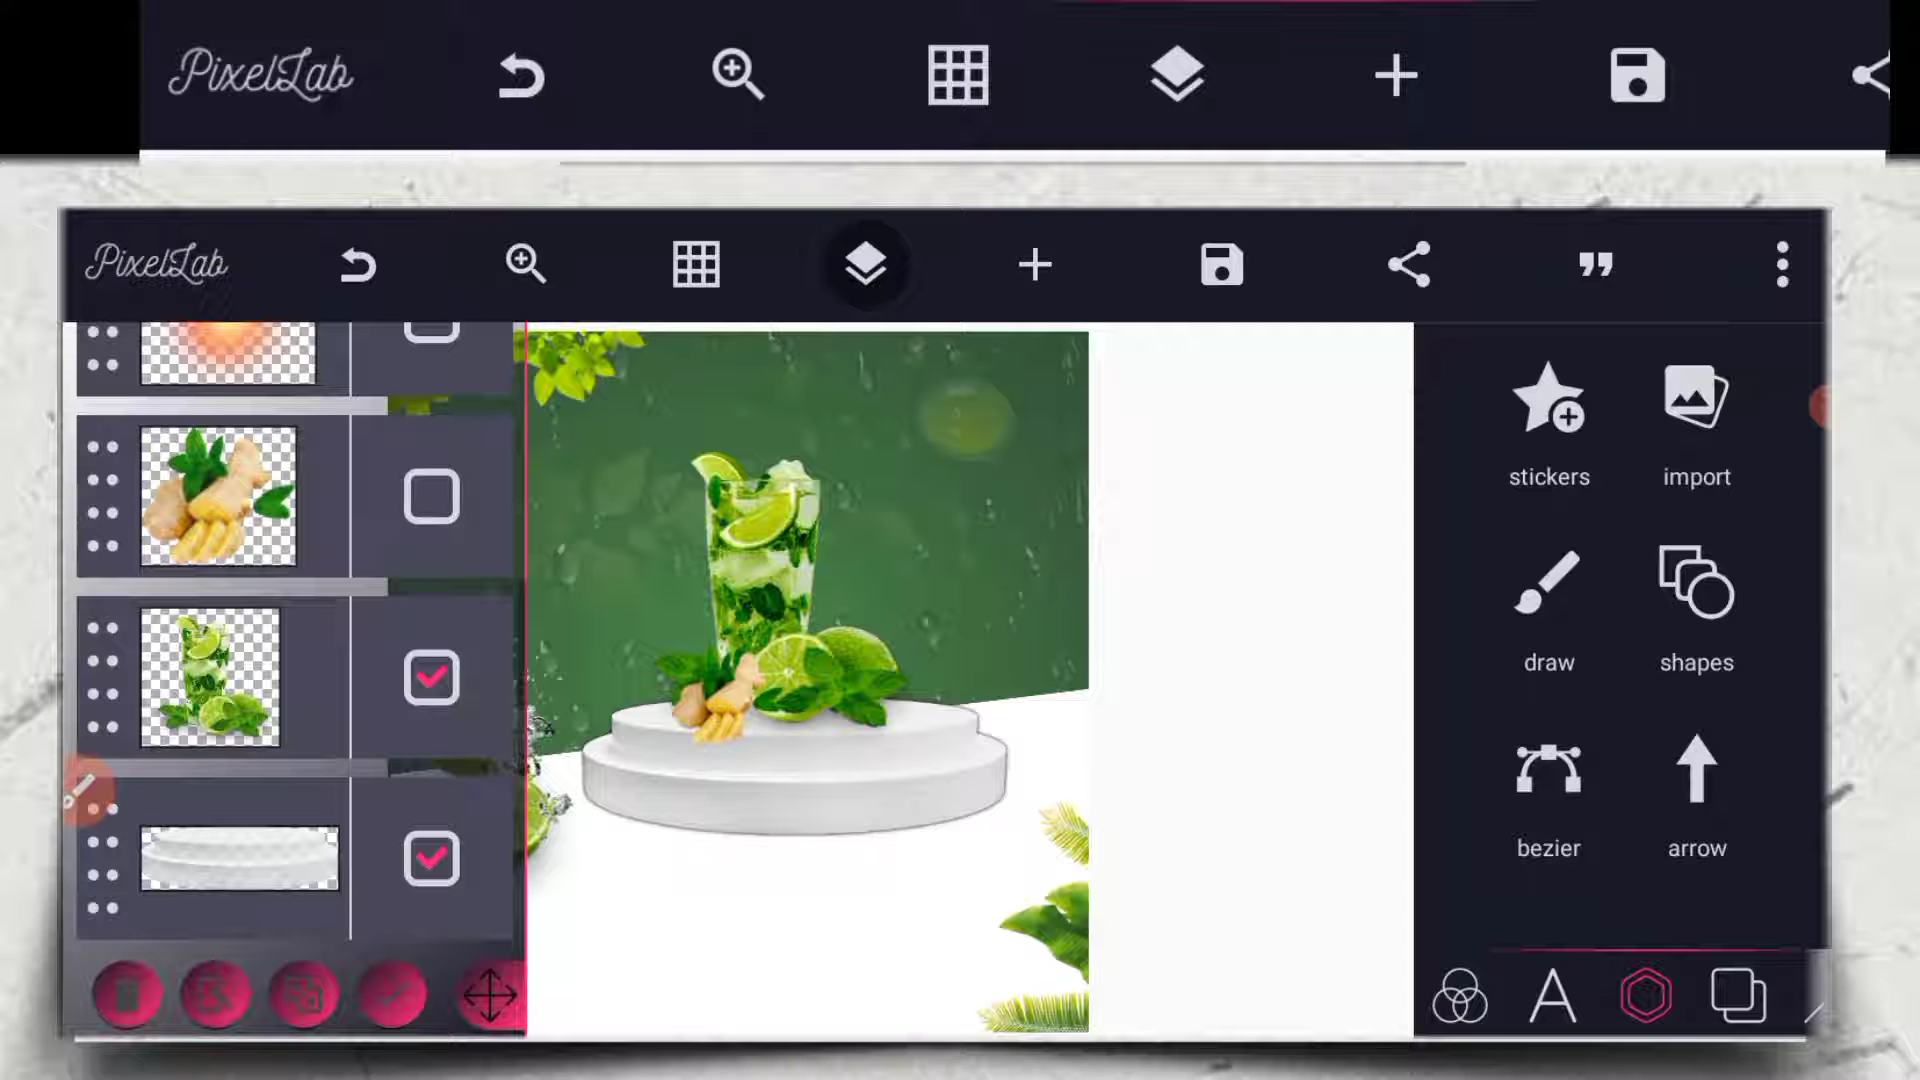 PixelLab
PixelLab
stickers
import
draw
shapes
bezier
arrow